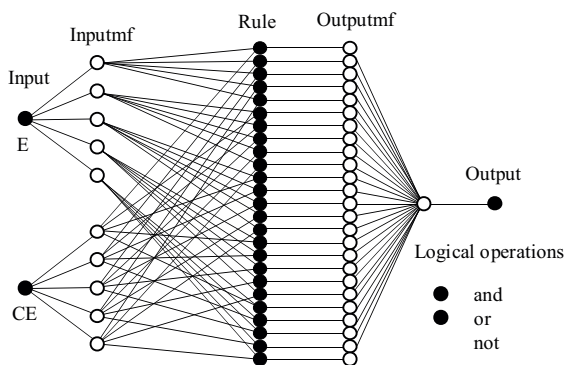 Rule
Outputmf
Inputmf
Input
E
Output
Logical operations
CE
and
or
not